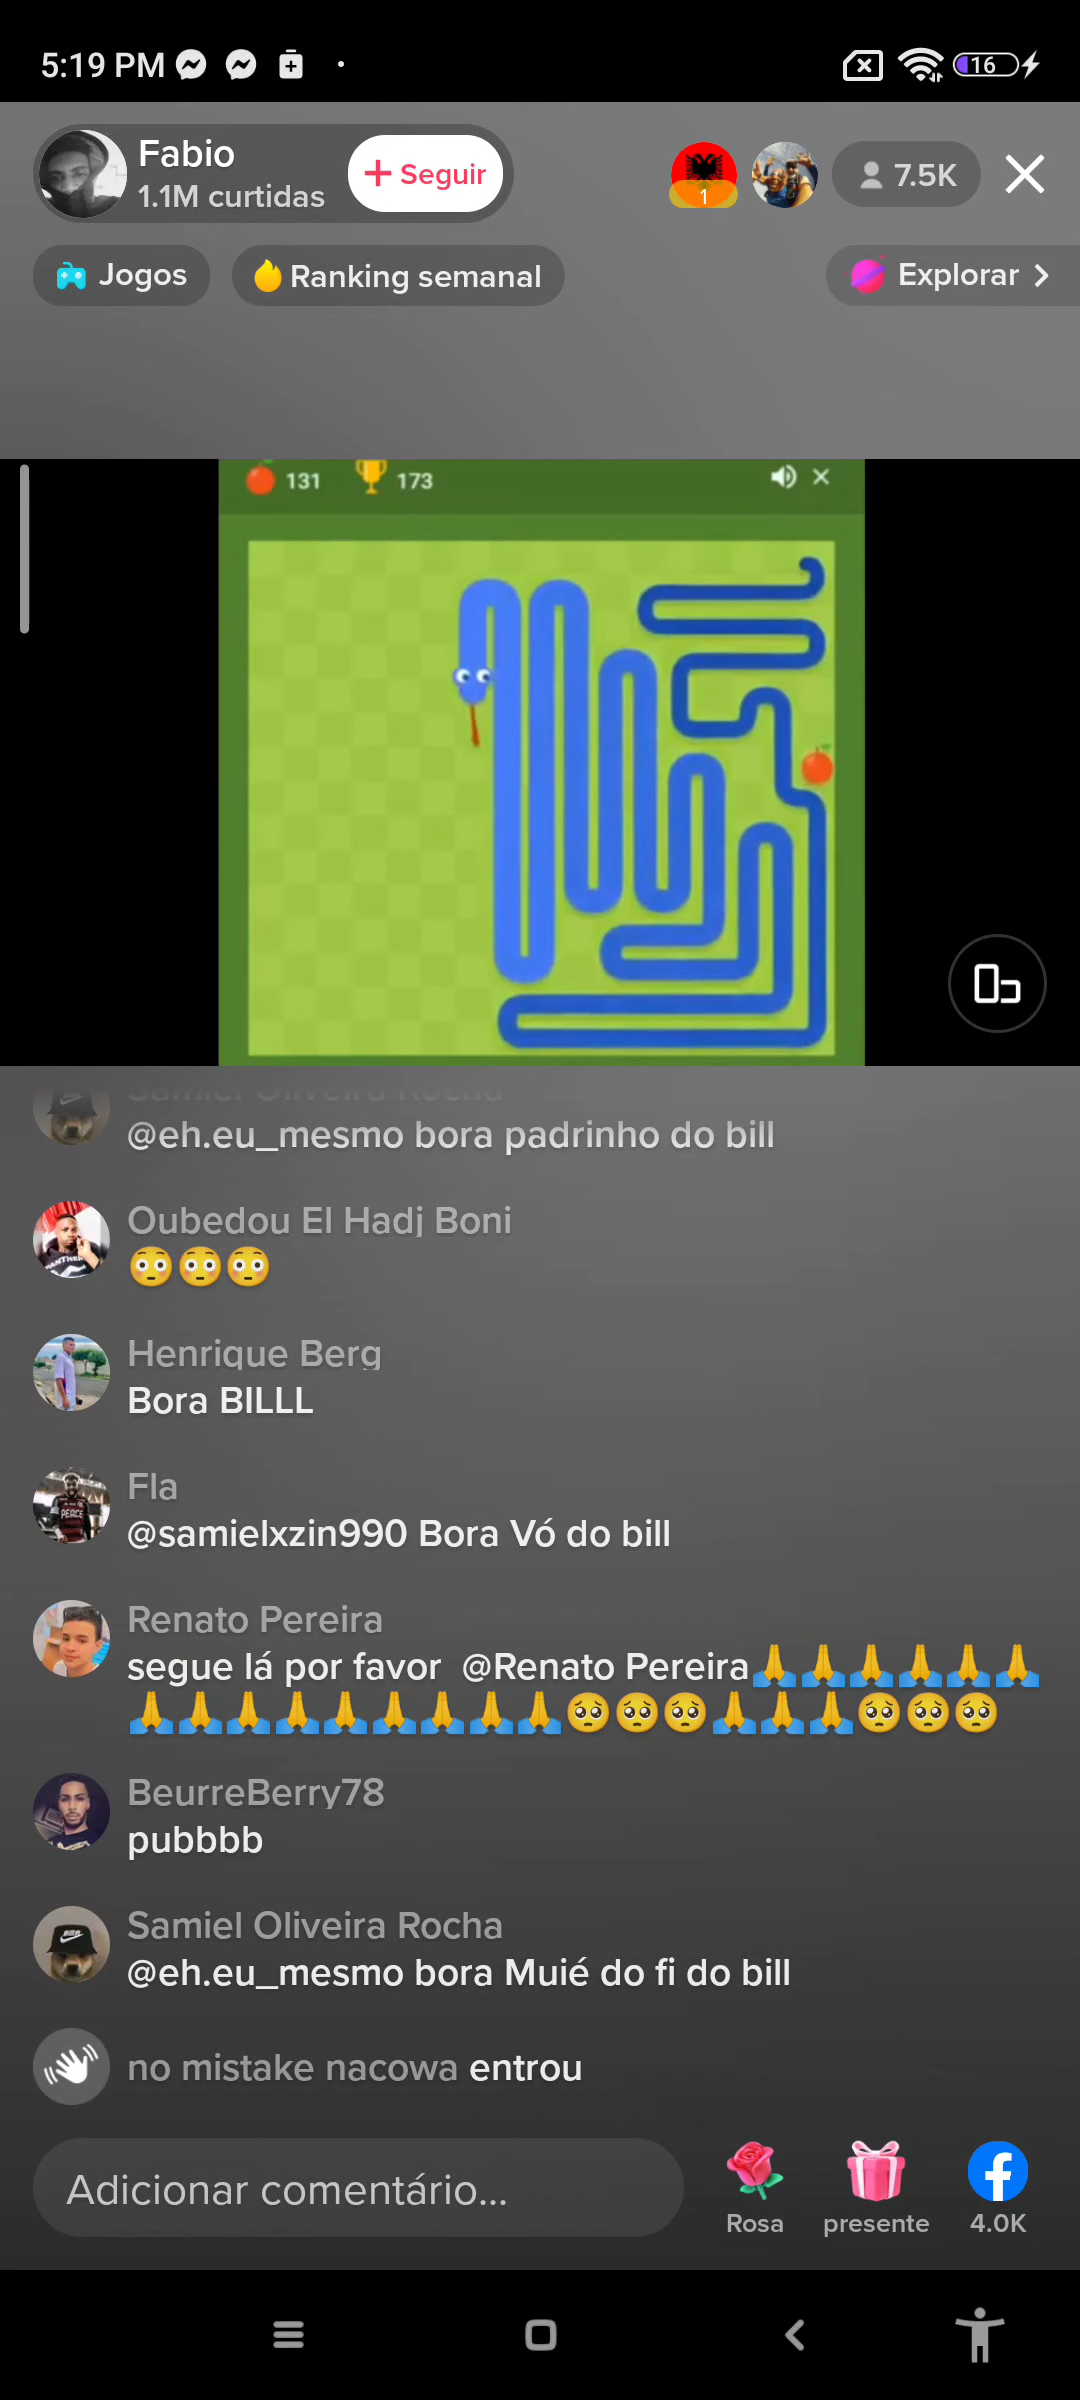 5:19 PM
16
Fabio
1.1M curtidas
+ Seguir
1
7.5K
Jogos
Ranking semanal
Explorar >
131
173
Samiel Oliveira Rocha
@eh.eu_mesmo bora padrinho do bill
Oubedou El Hadj Boni
😳😳😳
Henrique Berg
Bora BILLL
Fla
@samielxzin990 Bora Vó do bill
Renato Pereira
segue lá por favor  @Renato Pereira🙏🙏🙏🙏🙏🙏
🙏🙏🙏🙏🙏🙏🙏🙏🙏🥺🥺🥺🙏🙏🙏🥺🥺🥺
BeurreBerry78
pubbbb
Samiel Oliveira Rocha
@eh.eu_mesmo bora Muié do fi do bill
no mistake nacowa entrou
Adicionar comentário...
Rosa
presente
4.0K